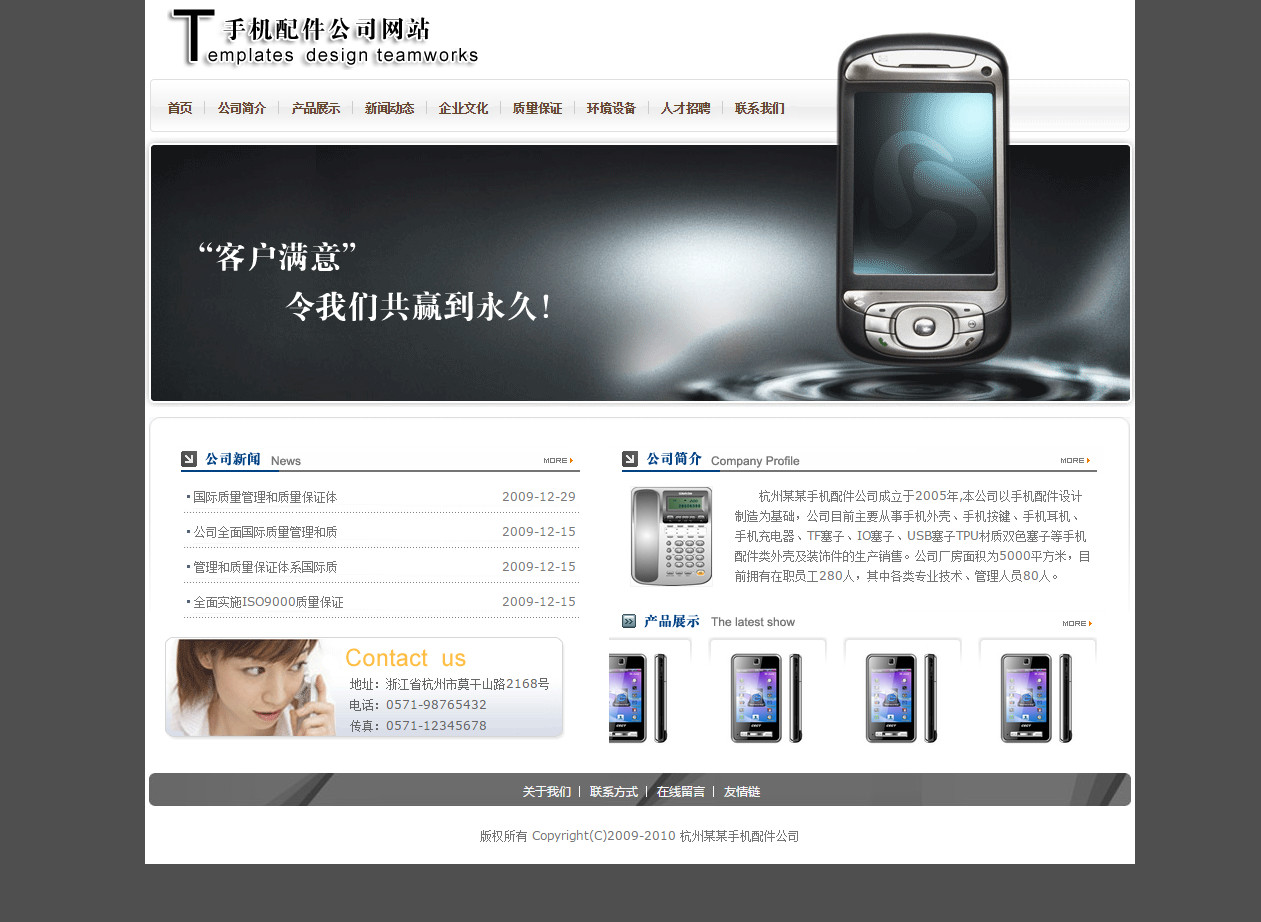 手机配件公司网站
Templates design teamworks
首页 公司简介 产品展示 新闻动态 企业文化 质量保证 环境设备 人才招聘 联系我们
“客户满意”
令我们共赢到永久!
公司新闻 News MORE
国际质量管理和质量保证体 2009-12-29
公司全面国际质量管理和质 2009-12-15
管理和质量保证体系国际质 2009-12-15
全面实施ISO9000质量保证 2009-12-15
Contact us
地址：浙江省杭州市莫干山路2168号
电话：0571-98765432
传真：0571-12345678
公司简介 Company Profile MORE
杭州某某手机配件公司成立于2005年,本公司以手机配件设计
制造为基础，公司目前主要从事手机外壳、手机按键、手机耳机、
手机充电器、TF塞子、IO塞子、USB塞子TPU材质双色塞子等手机
配件类外壳及装饰件的生产销售。公司厂房面积为5000平方米，目
前拥有在职员工280人，其中各类专业技术、管理人员80人。
产品展示 The latest show MORE
关于我们 | 联系方式 | 在线留言 | 友情链
版权所有 Copyright(C)2009-2010 杭州某某手机配件公司